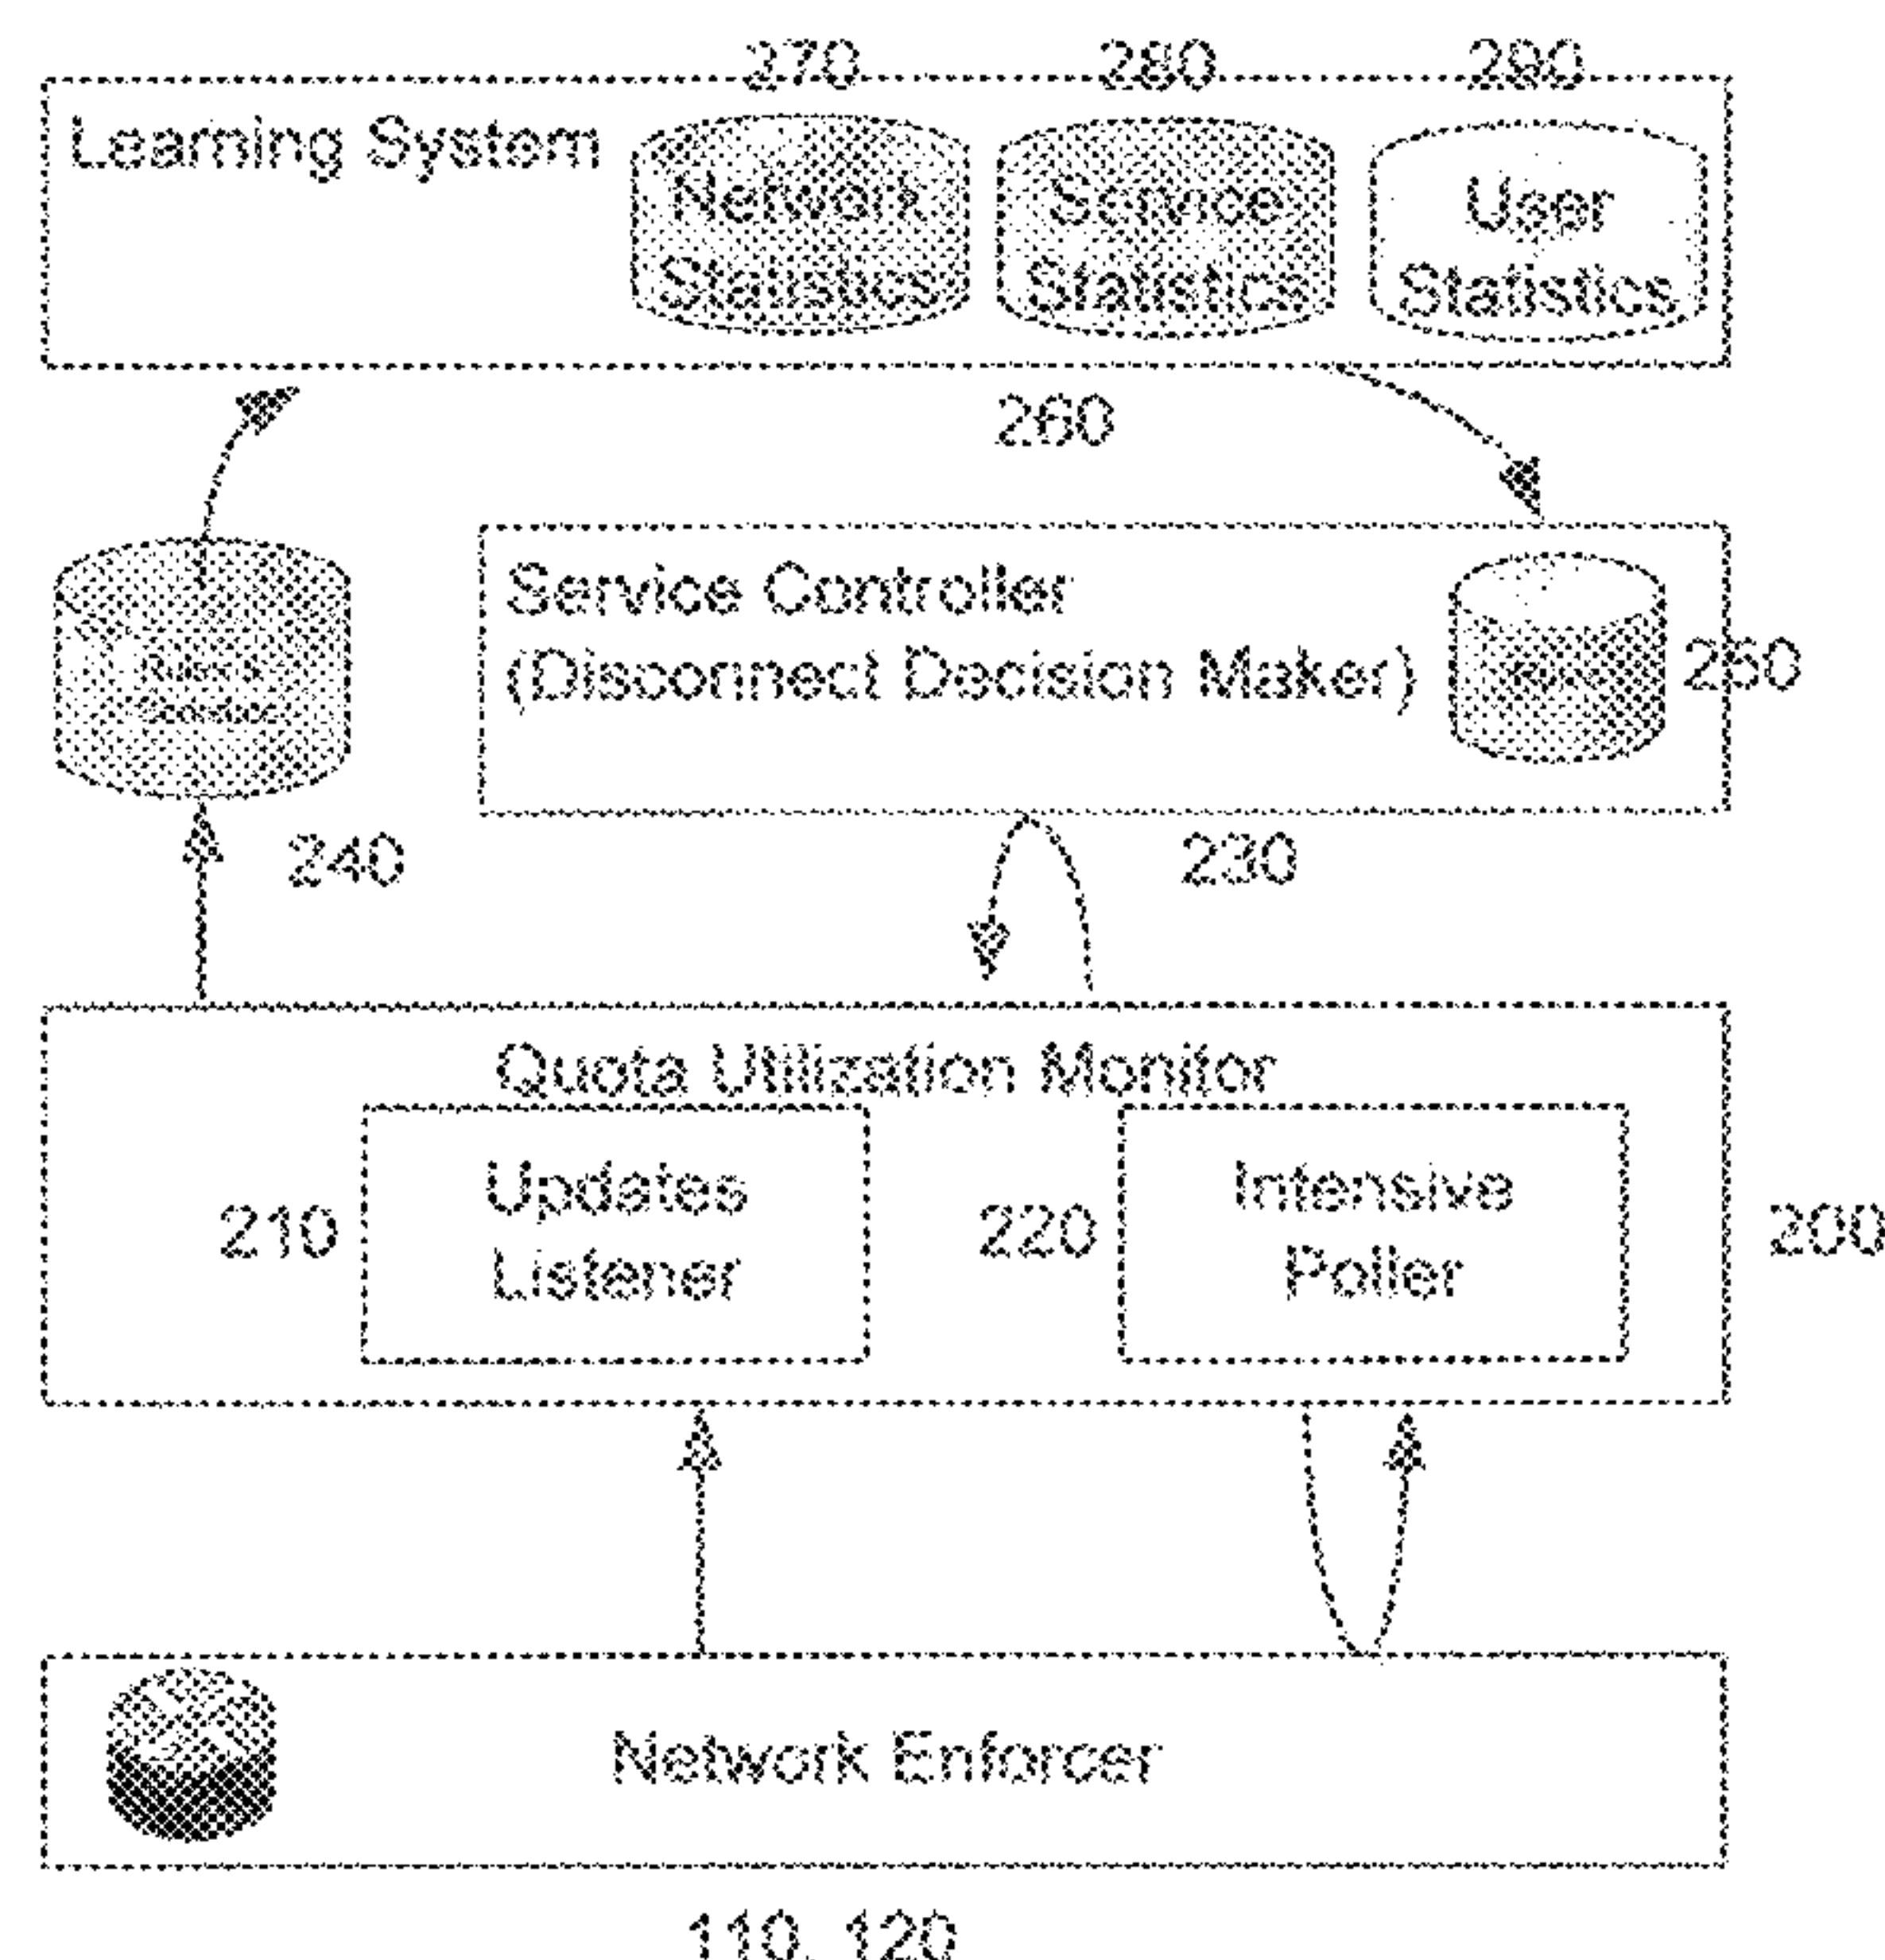 270 280 290
Learning System
Network
Statistics
Service
Statistics
User
Statistics
260
Service Controller
(Disconnect Decision Maker)
250
240
230
Quota Utilization Monitor
210
Updates
Listener
220
Intensive
Poller
200
Network Enforcer
110, 120